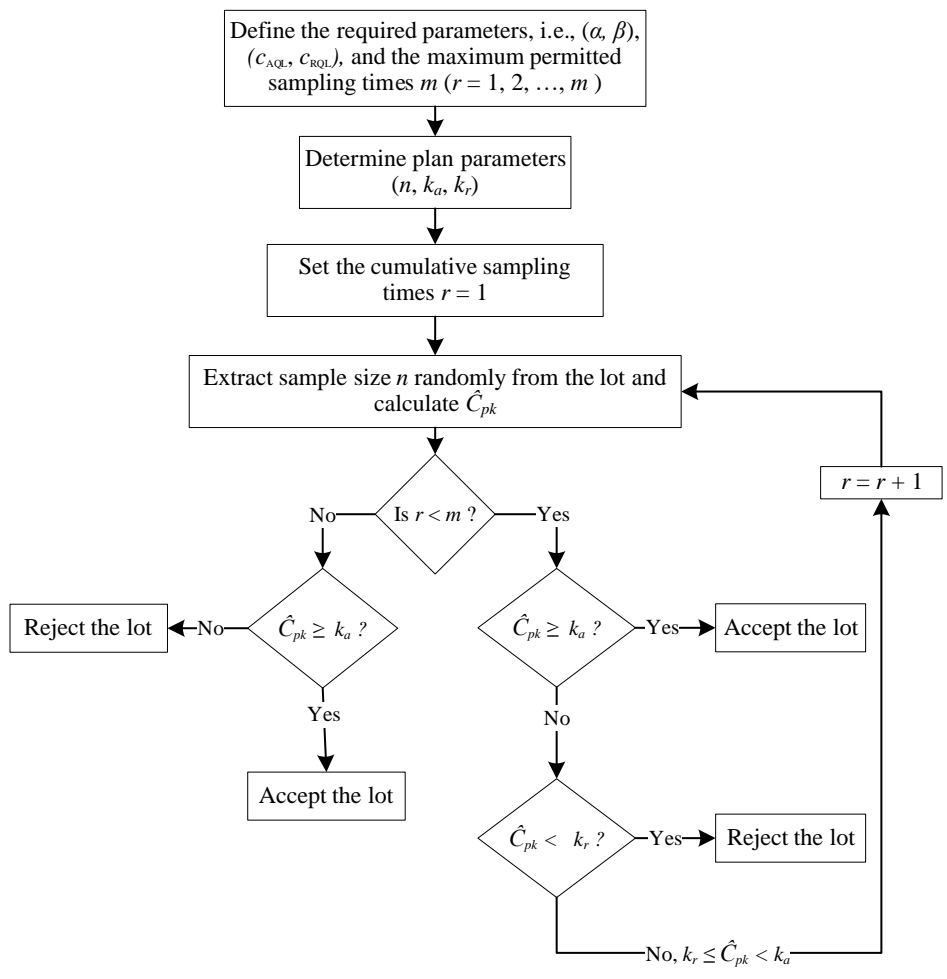 Define the required parameters, i.e., (α, β),
(c_AQL, c_RQL), and the maximum permitted
sampling times m (r = 1, 2, …, m )
Determine plan parameters
(n, k_a, k_r)
Set the cumulative sampling
times r = 1
Extract sample size n randomly from the lot and
calculate Ĉ_pk
r = r + 1
No
Is r < m ?
Yes
Reject the lot
No
Ĉ_pk ≥ k_a ?
Ĉ_pk ≥ k_a ?
Yes
Accept the lot
Yes
No
Accept the lot
Ĉ_pk < k_r ?
Yes
Reject the lot
No, k_r ≤ Ĉ_pk < k_a